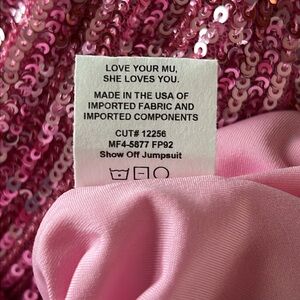 LOVE YOUR MU,
SHE LOVES YOU.
MADE IN THE USA OF
IMPORTED FABRIC AND
IMPORTED COMPONENTS
CUT# 12256
MF4-5877 FP92
Show Off Jumpsuit